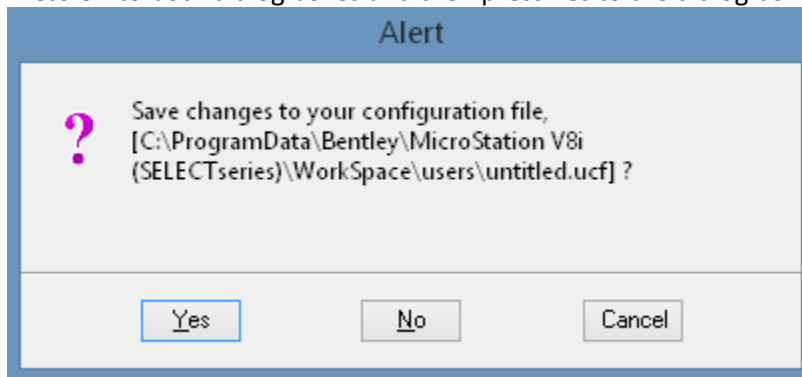 Alert
?
Save changes to your configuration file,
[C:\ProgramData\Bentley\MicroStation V8i
(SELECTseries)\WorkSpace\users\untitled.ucf] ?
Yes
No
Cancel